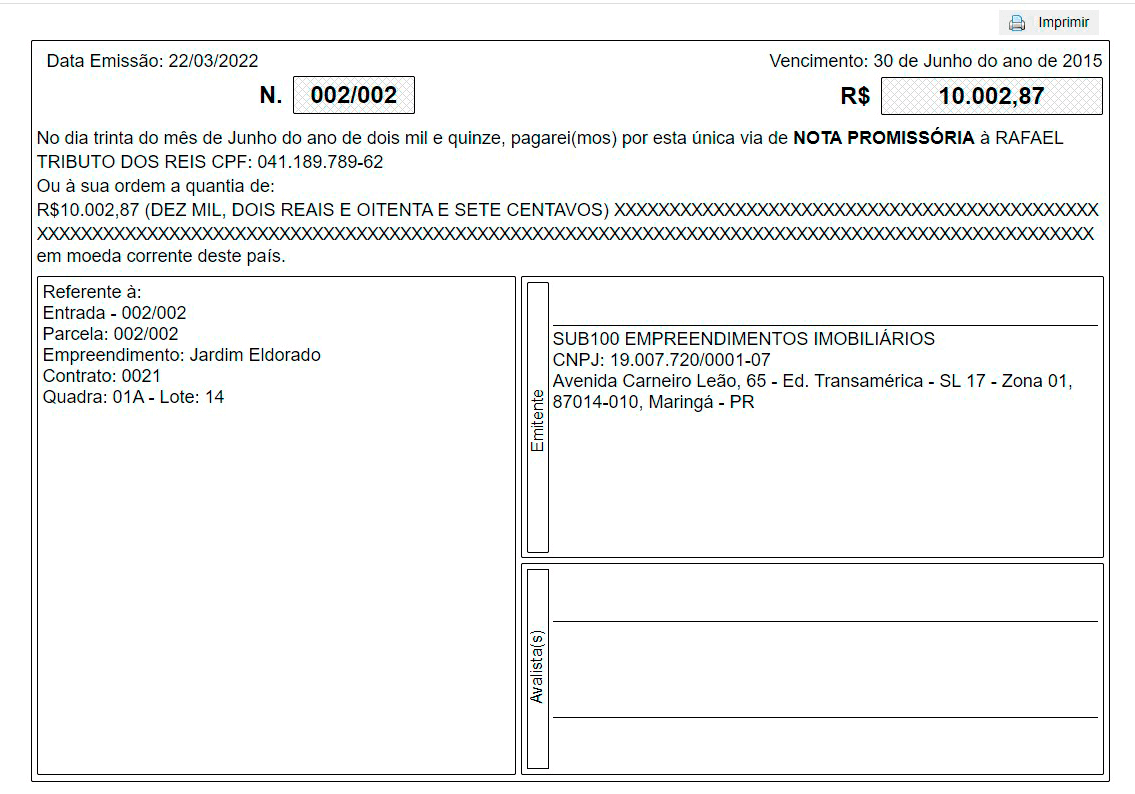 Imprimir
Data Emissão: 22/03/2022
Vencimento: 30 de Junho do ano de 2015
N. 002/002
R$ 10.002,87
No dia trinta do mês de Junho do ano de dois mil e quinze, pagarei(mos) por esta única via de NOTA PROMISSÓRIA à RAFAEL
TRIBUTO DOS REIS CPF: 041.189.789-62
Ou à sua ordem a quantia de:
R$10.002,87 (DEZ MIL, DOIS REAIS E OITENTA E SETE CENTAVOS) XXXXXXXXXXXXXXXXXXXXXXXXXXXXXXXXXXXXXXXXXXXX
XXXXXXXXXXXXXXXXXXXXXXXXXXXXXXXXXXXXXXXXXXXXXXXXXXXXXXXXXXXXXXXXXXXXXXXXXXXXXXXXXXXXXXXXXXXXXXXX
em moeda corrente deste país.
Referente à:
Entrada - 002/002
Parcela: 002/002
Empreendimento: Jardim Eldorado
Contrato: 0021
Quadra: 01A - Lote: 14
Emitente
SUB100 EMPREENDIMENTOS IMOBILIÁRIOS
CNPJ: 19.007.720/0001-07
Avenida Carneiro Leão, 65 - Ed. Transamérica - SL 17 - Zona 01,
87014-010, Maringá - PR
Avalista(s)